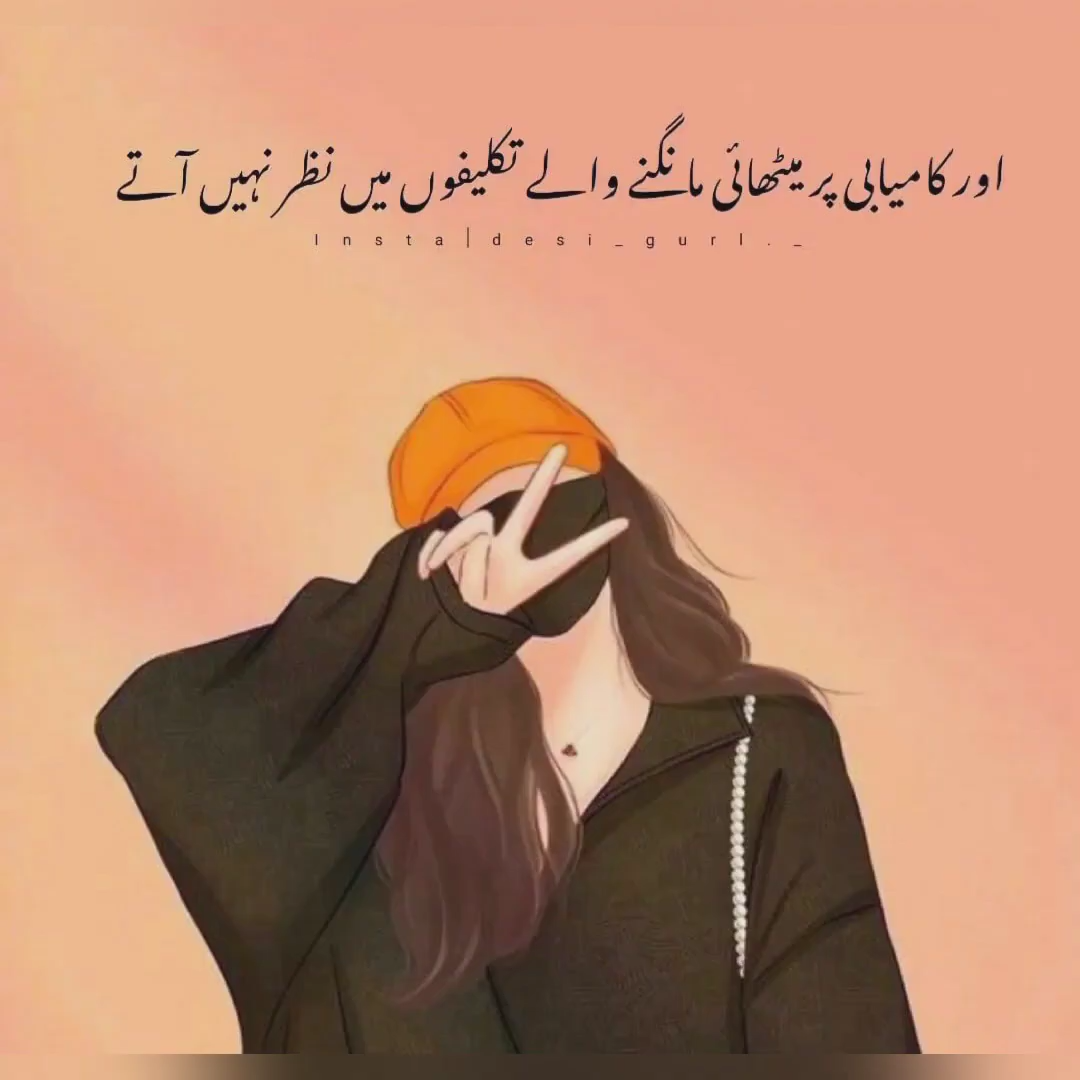 اور کامیابی پر میٹھائی مانگنے والے تکلیفوں میں نظر نہیں آتے
Insta|desi_gurl._